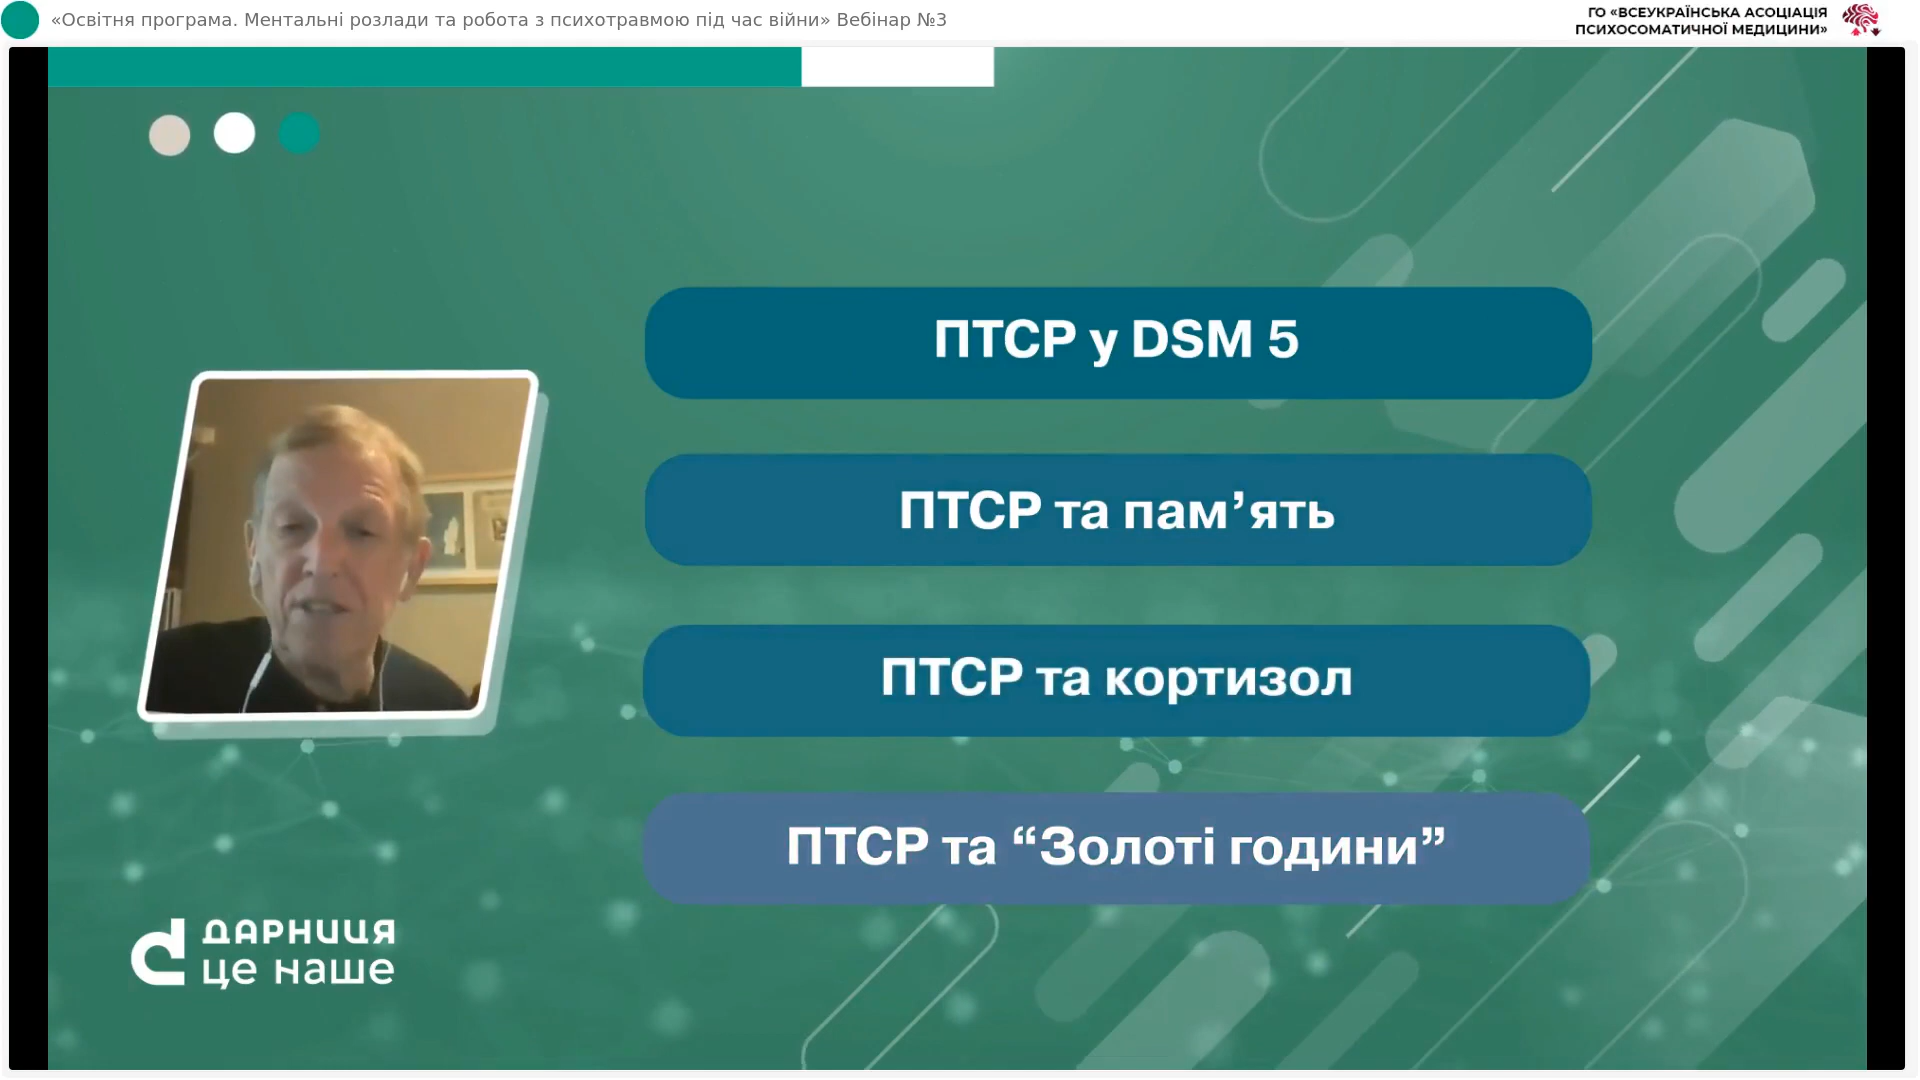 «Освітня програма. Ментальні розлади та робота з психотравмою під час війни» Вебінар №3
ГО «ВСЕУКРАЇНСЬКА АСОЦІАЦІЯ
ПСИХОСОМАТИЧНОЇ МЕДИЦИНИ»
ПТСР у DSM 5
ПТСР та пам’ять
ПТСР та кортизол
ПТСР та “Золоті години”
ДАРНИЦЯ
це наше